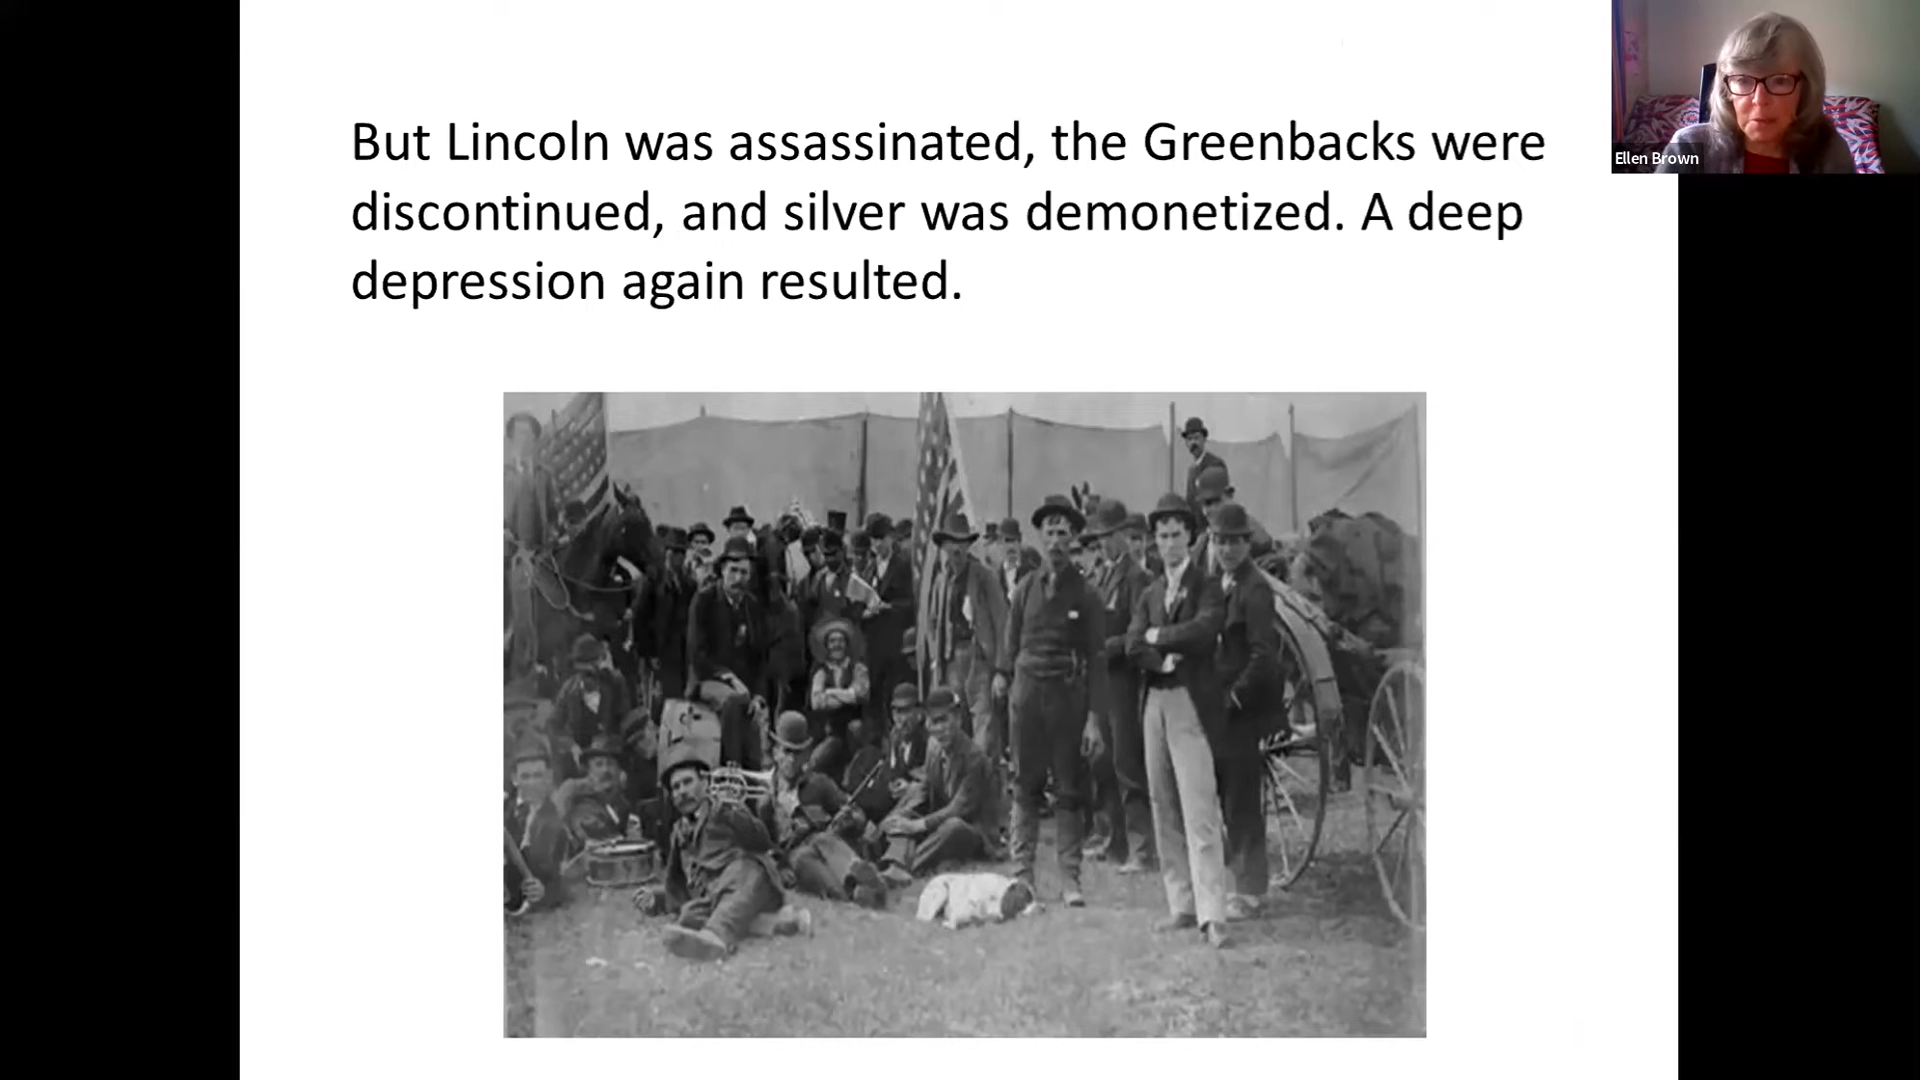 But Lincoln was assassinated, the Greenbacks were
discontinued, and silver was demonetized. A deep
depression again resulted.
Ellen Brown